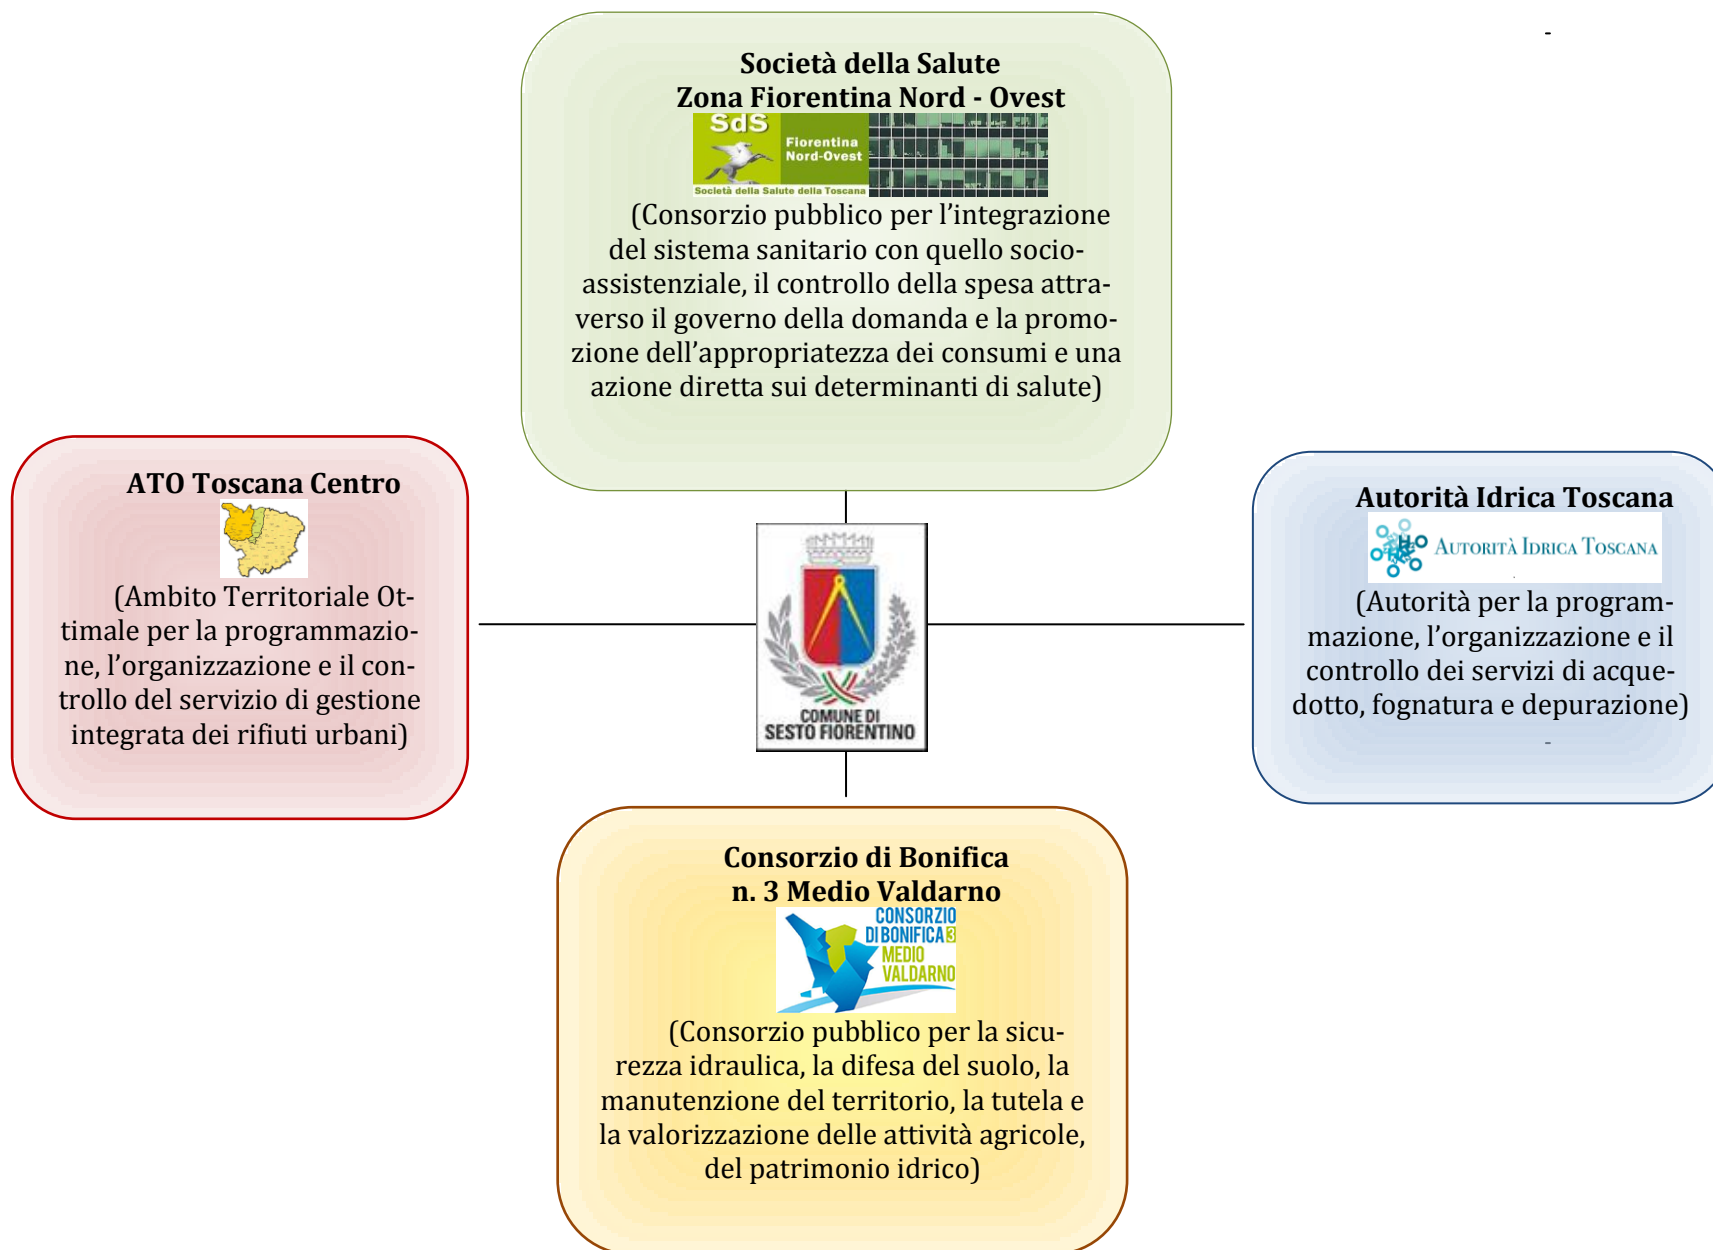 -
Società della Salute
Zona Fiorentina Nord - Ovest
SdS
Fiorentina
Nord-Ovest
Società della Salute della Toscana
(Consorzio pubblico per l’integrazione
del sistema sanitario con quello socio-
assistenziale, il controllo della spesa attra-
verso il governo della domanda e la promo-
zione dell’appropriatezza dei consumi e una
azione diretta sui determinanti di salute)
ATO Toscana Centro
(Ambito Territoriale Ot-
timale per la programmazio-
ne, l’organizzazione e il con-
trollo del servizio di gestione
integrata dei rifiuti urbani)
COMUNE DI
SESTO FIORENTINO
Autorità Idrica Toscana
AUTORITÀ IDRICA TOSCANA
(Autorità per la program-
mazione, l’organizzazione e il
controllo dei servizi di acque-
dotto, fognatura e depurazione)
-
Consorzio di Bonifica
n. 3 Medio Valdarno
CONSORZIO
DI BONIFICA 3
MEDIO
VALDARNO
(Consorzio pubblico per la sicu-
rezza idraulica, la difesa del suolo, la
manutenzione del territorio, la tutela e
la valorizzazione delle attività agricole,
del patrimonio idrico)